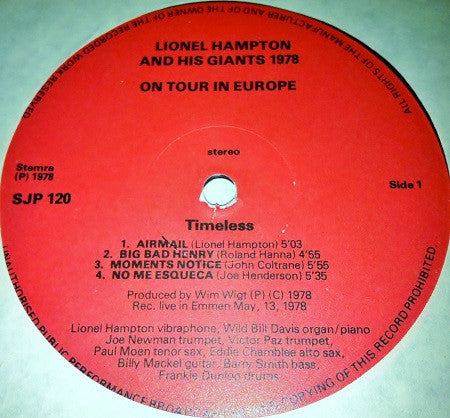 LIONEL HAMPTON
AND HIS GIANTS 1978
ON TOUR IN EUROPE
stereo
Stemra
(P) 1978
SJP 120
Side 1
Timeless
1. AIRMAIL (Lionel Hampton) 5'03
2. BIG BAD HENRY (Roland Hanna) 4'55
3. MOMENTS NOTICE (John Coltrane) 5'55
4. NO ME ESQUECA (Joe Henderson) 5'35
Produced by Wim Wigt (P) (C) 1978
Rec. live in Emmen May, 13, 1978
Lionel Hampton vibraphone, Wild Bill Davis organ/piano
Joe Newman trumpet, Victor Paz trumpet,
Paul Moen tenor sax, Eddie Chamblee alto sax,
Billy Mackel guitar, Barry Smith bass,
Frankie Dunlop drums
ALL RIGHTS OF THE MANUFACTURER AND OF THE OWNER OF THE RECORDED WORK RESERVED
UNAUTHORISED PUBLIC PERFORMANCE BROADCASTING COPYING OF THIS RECORD PROHIBITED.